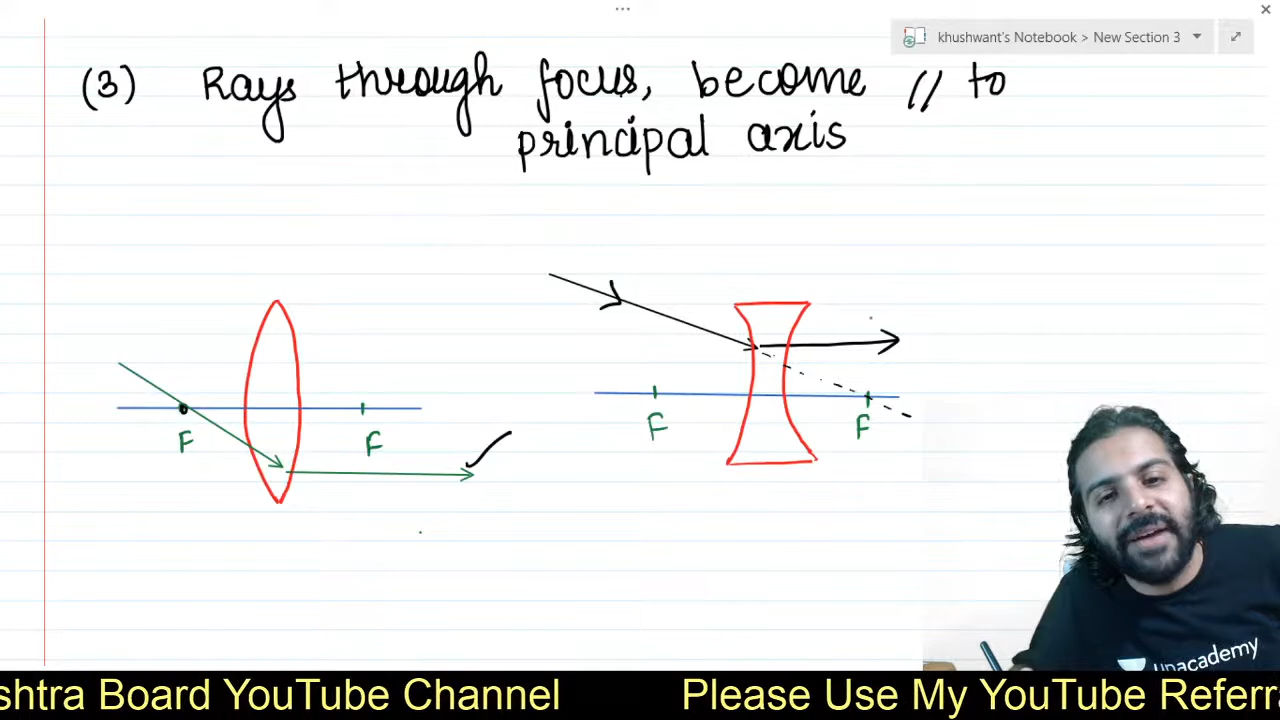 khushwant's Notebook > New Section 3
(3) Rays through focus, become // to
principal axis
F
F
F
F
unacademy
shtra Board YouTube Channel
Please Use My YouTube Referr